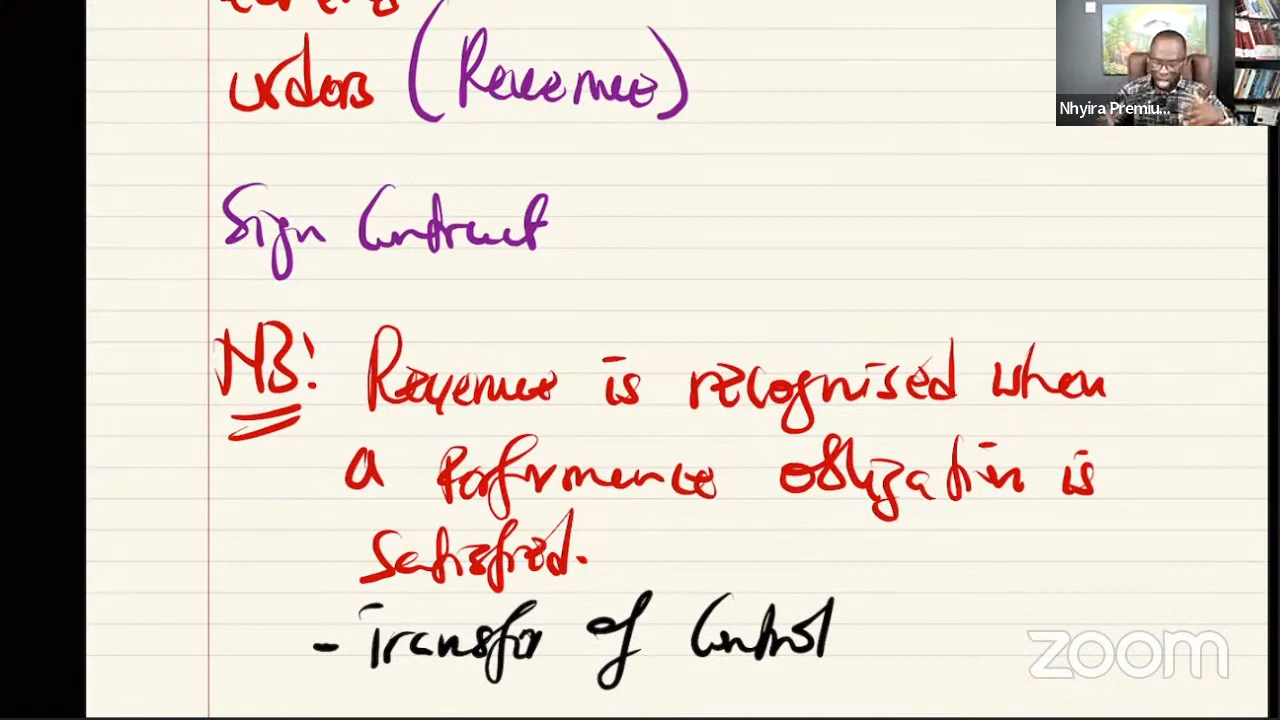 orders (Revenue)
Nhyira Premiu...
Sign Contract
NB: Revenue is recognised when
a performance obligation is
satisfied.
- Transfer of Control
zoom